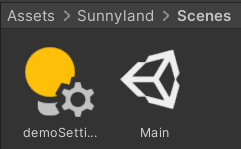 Assets > Sunnyland > Scenes
demoSetti...
Main